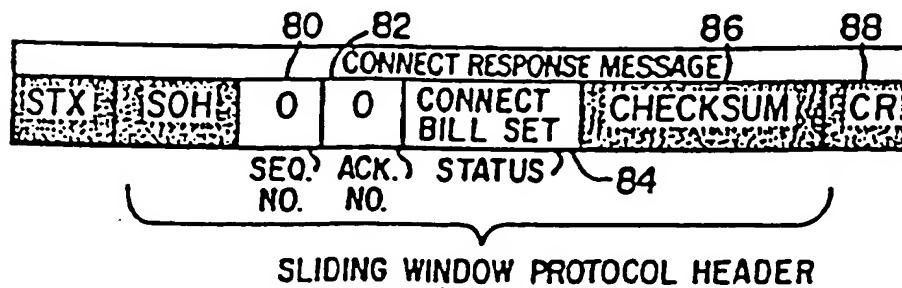 80 82 86 88
CONNECT RESPONSE MESSAGE
STX SOH 0 0 CONNECT BILL SET CHECKSUM CR
SEQ. NO. ACK. NO. STATUS 84
SLIDING WINDOW PROTOCOL HEADER